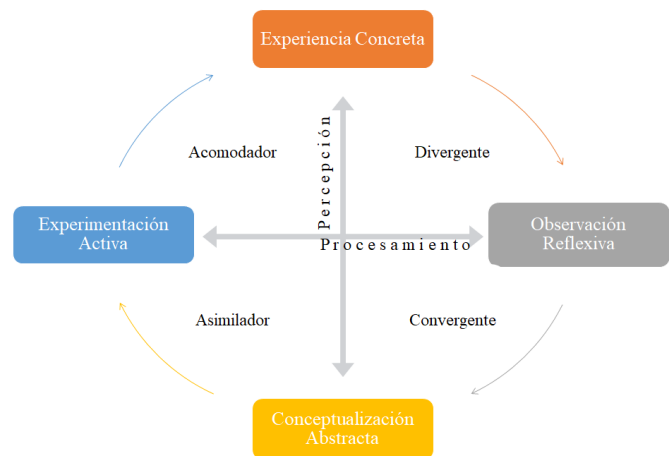 Experiencia Concreta
Percepción
Acomodador
Divergente
Experimentación
Activa
Procesamiento
Observación
Reflexiva
Asimilador
Convergente
Conceptualización
Abstracta